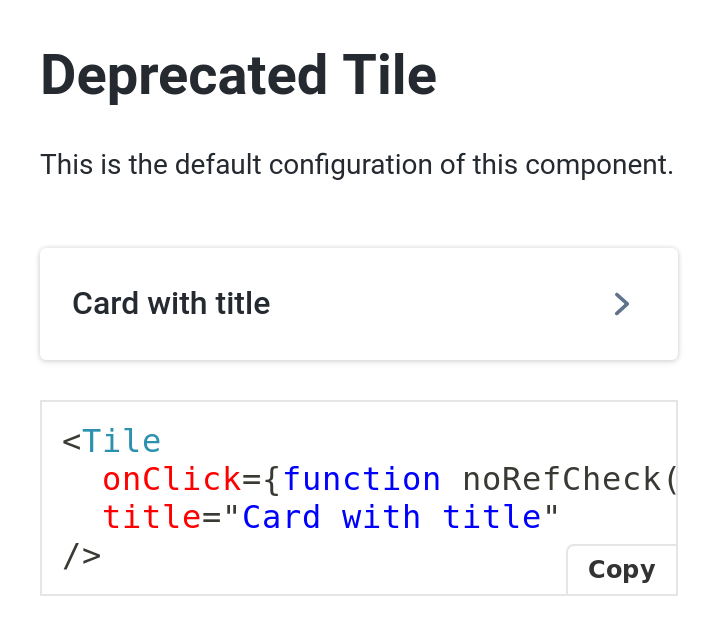 Deprecated Tile
This is the default configuration of this component.
Card with title
<Tile
  onClick={function noRefCheck(
  title="Card with title"
/>
Copy